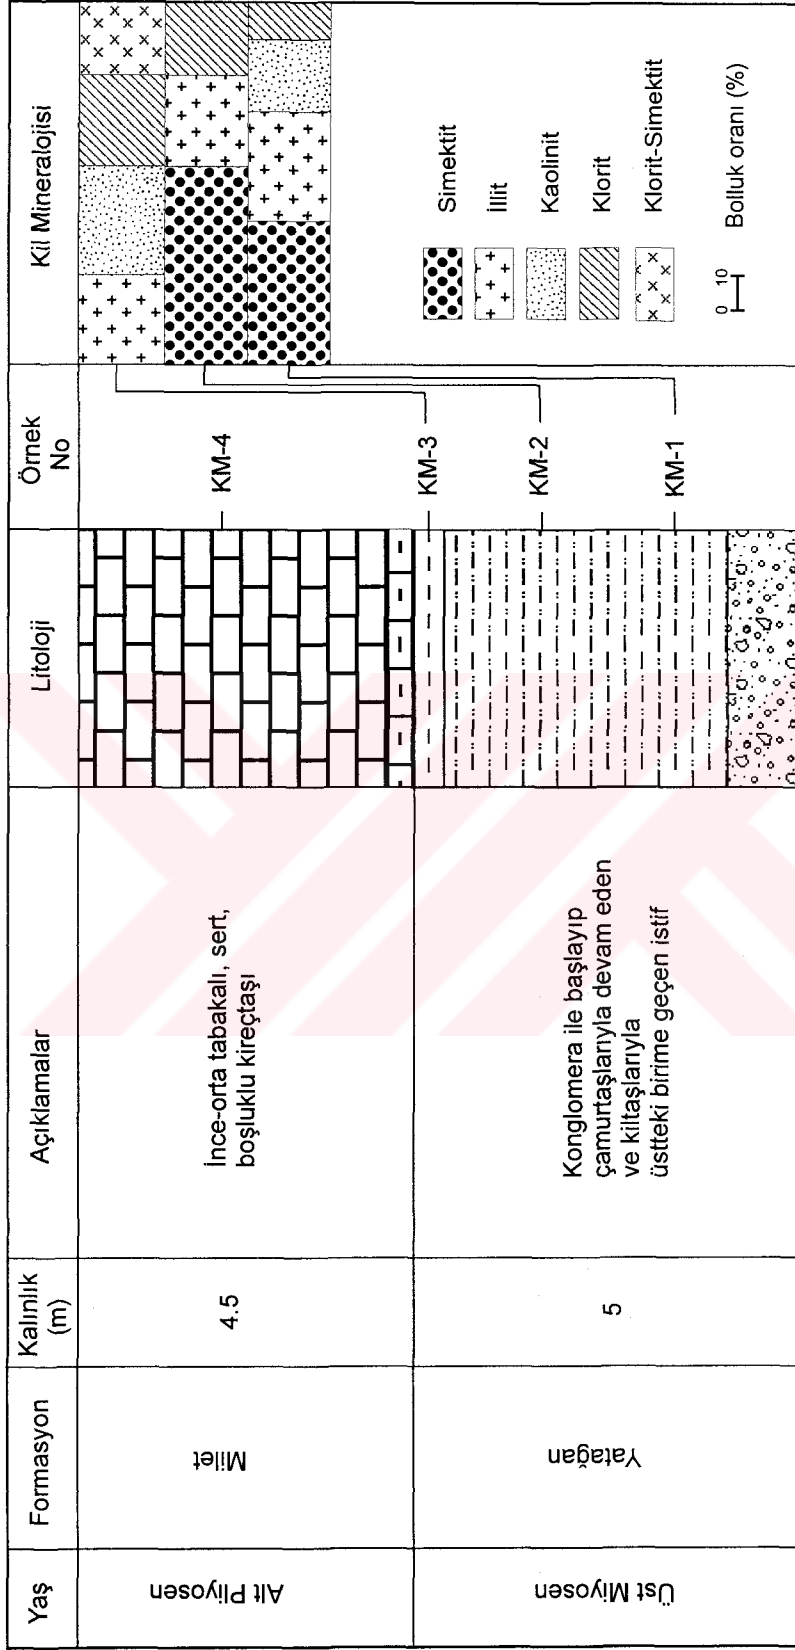 Yaş
Formasyon
Kalınlık
(m)
Açıklamalar
Litoloji
Örnek
No
Kil Mineralojisi
Alt Pliyosen
Milet
4.5
İnce-orta tabakalı, sert,
boşluklu kireçtaşı
KM-4
KM-3
KM-2
KM-1
Üst Miyosen
Yatağan
5
Konglomera ile başlayıp
çamurtaşlarıyla devam eden
ve kiltaşlarıyla
üstteki birime geçen istif
Simektit
İllit
Kaolinit
Klorit
Klorit-Simektit
0 10
Bolluk oranı (%)